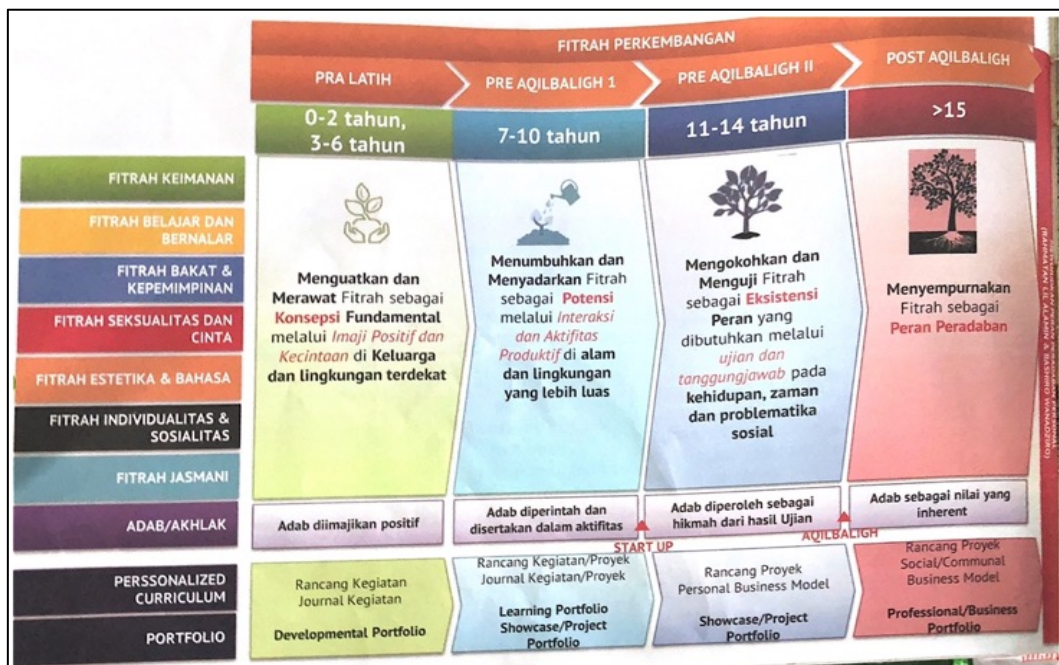 FITRAH PERKEMBANGAN
PRA LATIH
PRE AQILBALIGH 1
PRE AQILBALIGH II
POST AQILBALIGH
0-2 tahun,
3-6 tahun
7-10 tahun
11-14 tahun
>15
FITRAH KEIMANAN
FITRAH BELAJAR DAN
BERNALAR
FITRAH BAKAT &
KEPEMIMPINAN
FITRAH SEKSUALITAS DAN
CINTA
FITRAH ESTETIKA & BAHASA
FITRAH INDIVIDUALITAS &
SOSIALITAS
FITRAH JASMANI
Menguatkan dan
Merawat Fitrah sebagai
Konsepsi Fundamental
melalui Imaji Positif dan
Kecintaan di Keluarga
dan lingkungan terdekat
Menumbuhkan dan
Menyadarkan Fitrah
sebagai Potensi
melalui Interaksi
dan Aktifitas
Produktif di alam
dan lingkungan
yang lebih luas
Mengokohkan dan
Menguji Fitrah
sebagai Eksistensi
Peran yang
dibutuhkan melalui
ujian dan
tanggungjawab pada
kehidupan, zaman
dan problematika
sosial
Menyempurnakan
Fitrah sebagai
Peran Peradaban
ADAB/AKHLAK
Adab diimajikan positif
Adab diperintah dan
disertakan dalam aktifitas
Adab diperoleh sebagai
hikmah dari hasil Ujian
Adab sebagai nilai yang
inherent
START UP
AQILBALIGH
PERSSONALIZED
CURRICULUM
Rancang Kegiatan
Journal Kegiatan
Rancang Kegiatan/Proyek
Journal Kegiatan/Proyek
Rancang Proyek
Personal Business Model
Rancang Proyek
Social/Communal
Business Model
PORTFOLIO
Developmental Portfolio
Learning Portfolio
Showcase/Project
Portfolio
Showcase/Project
Portfolio
Professional/Business
Portfolio
(RAHMATAN LIL ALAMIN & BASHIRO WANADZIRO)